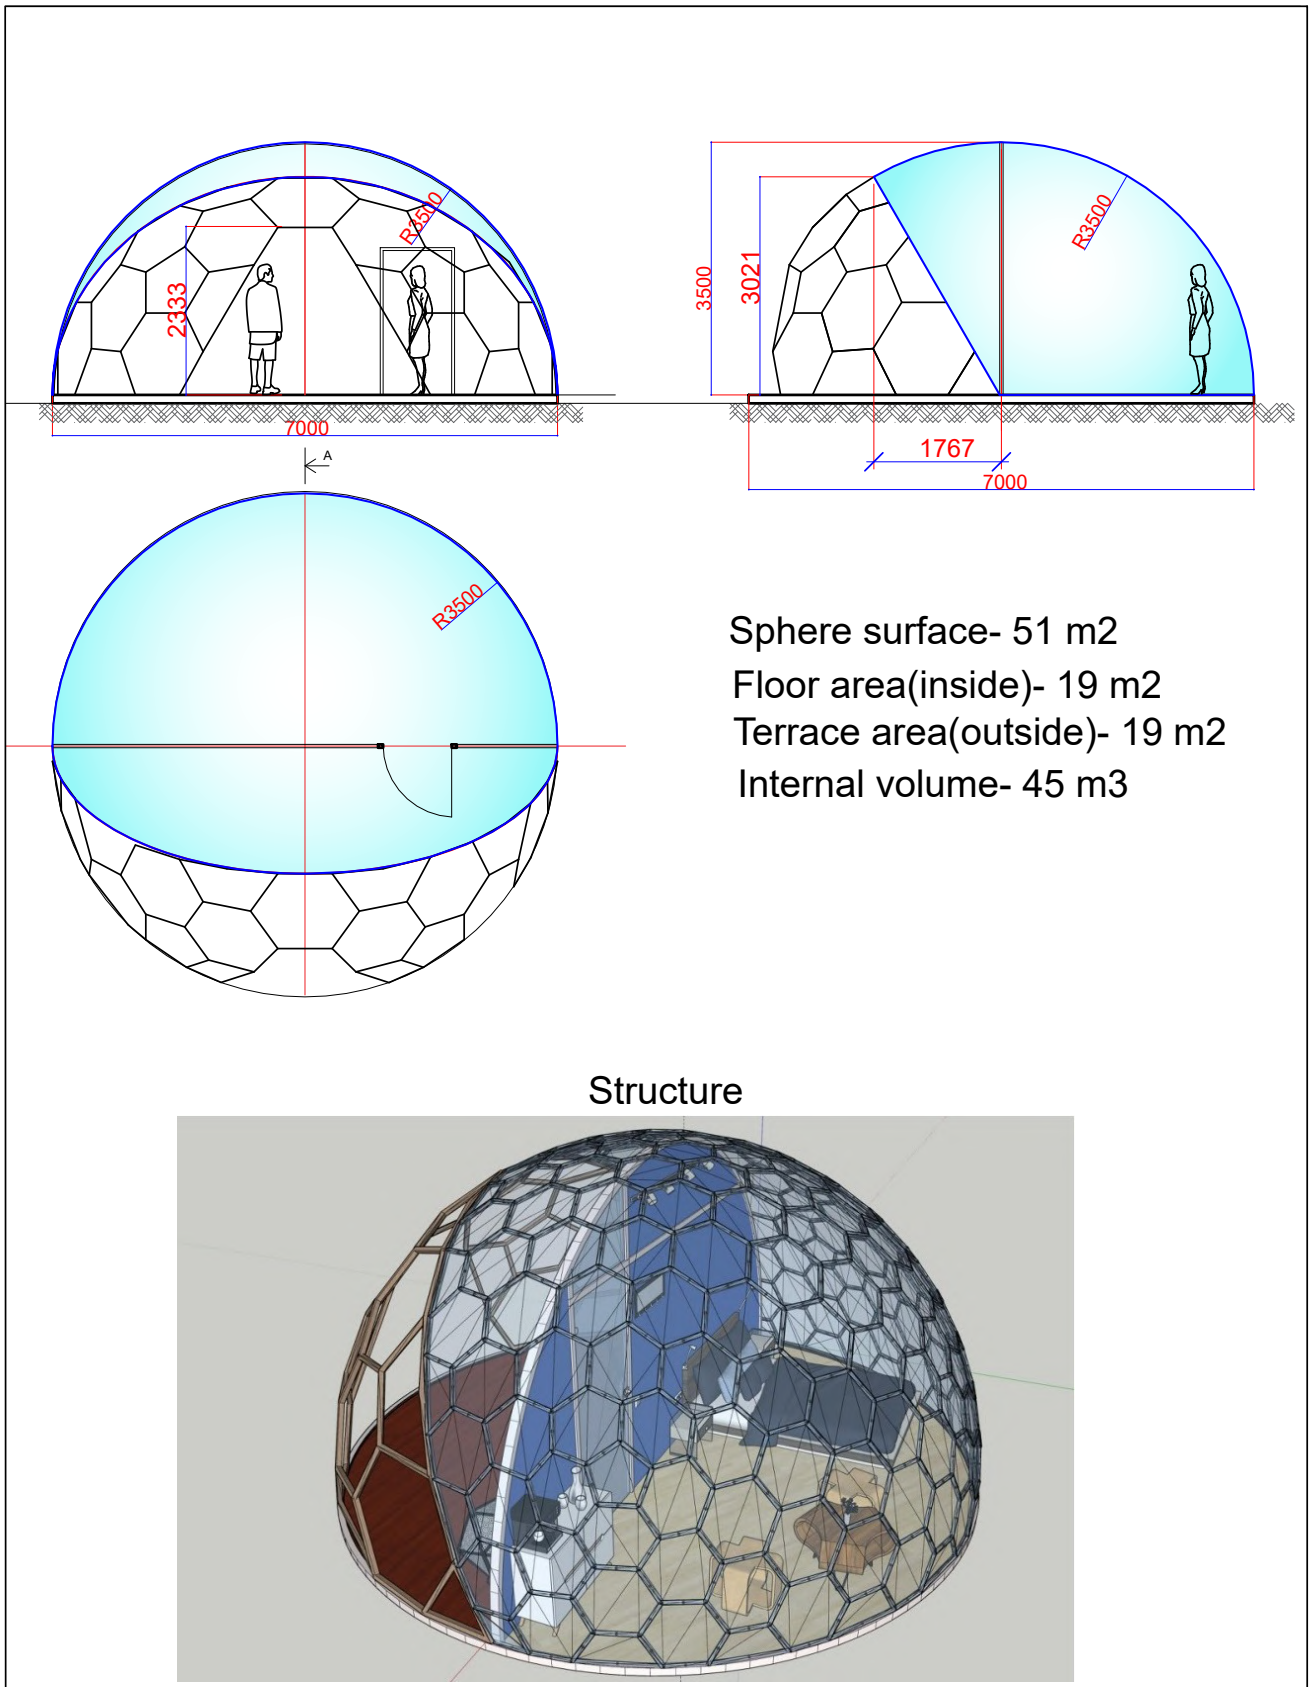 R3500
2333
7000
A
R3500
3500
3021
1767
7000
R3500
Sphere surface- 51 m2
Floor area(inside)- 19 m2
Terrace area(outside)- 19 m2
Internal volume- 45 m3
Structure